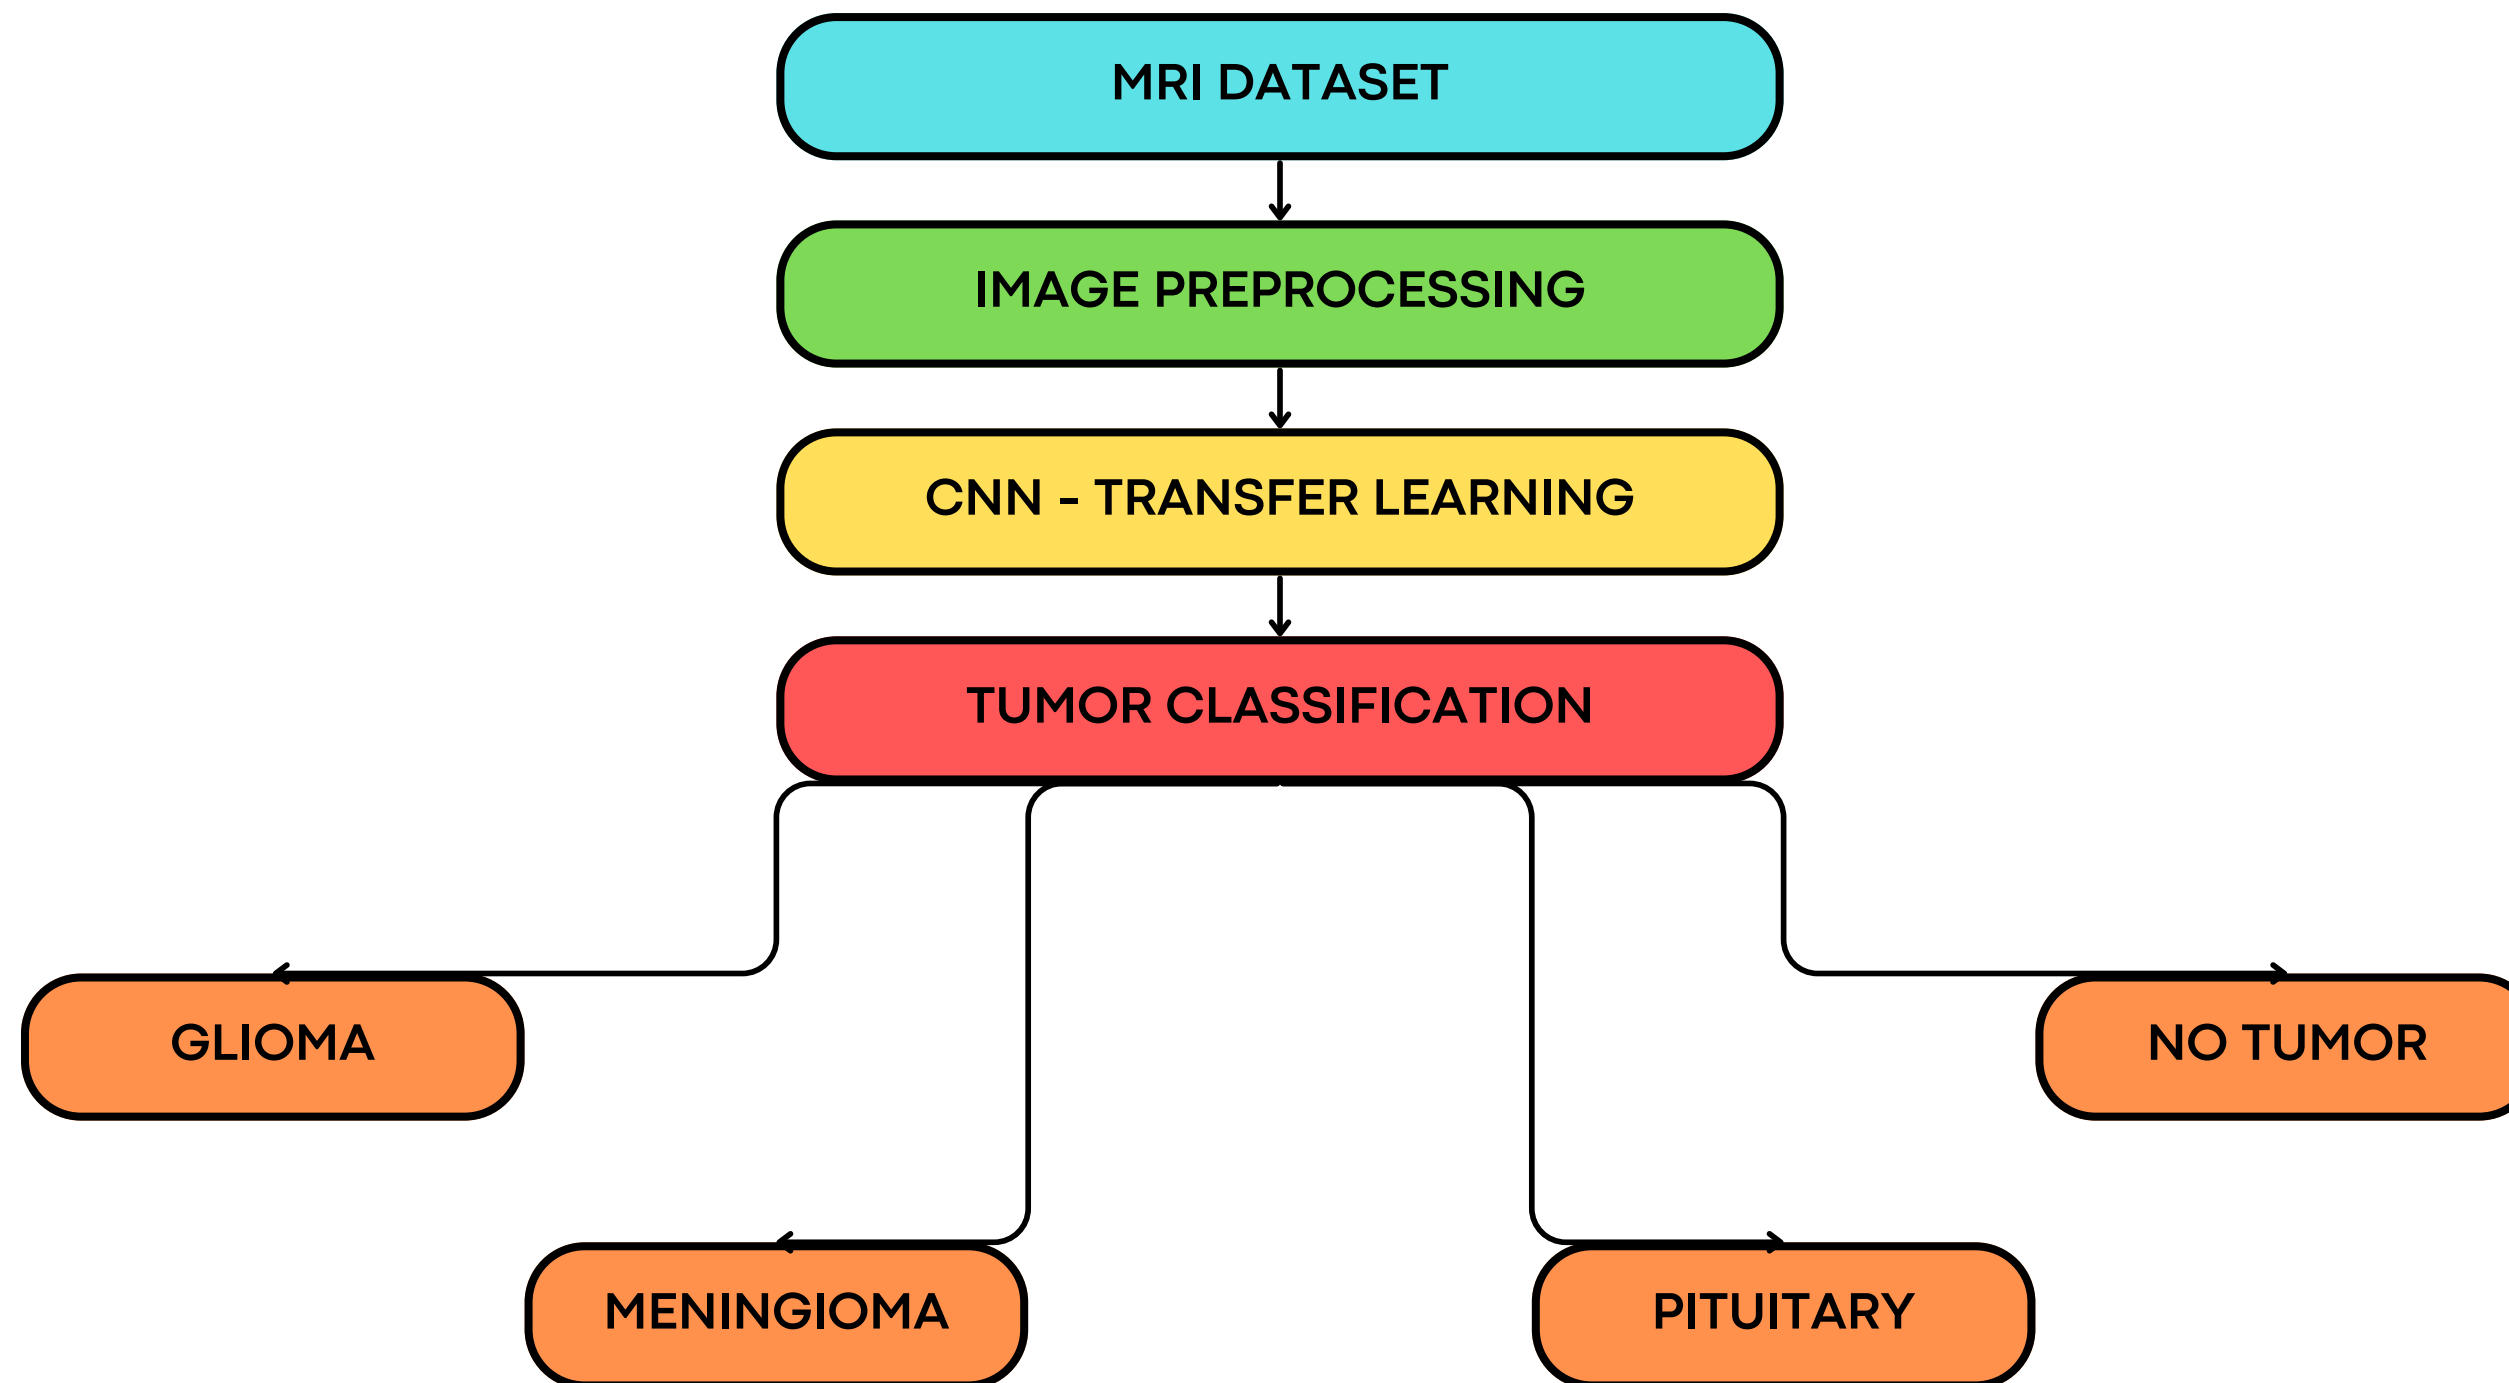 MRI DATASET
IMAGE PREPROCESSING
CNN - TRANSFER LEARNING
TUMOR CLASSIFICATION
GLIOMA
NO TUMOR
MENINGIOMA
PITUITARY